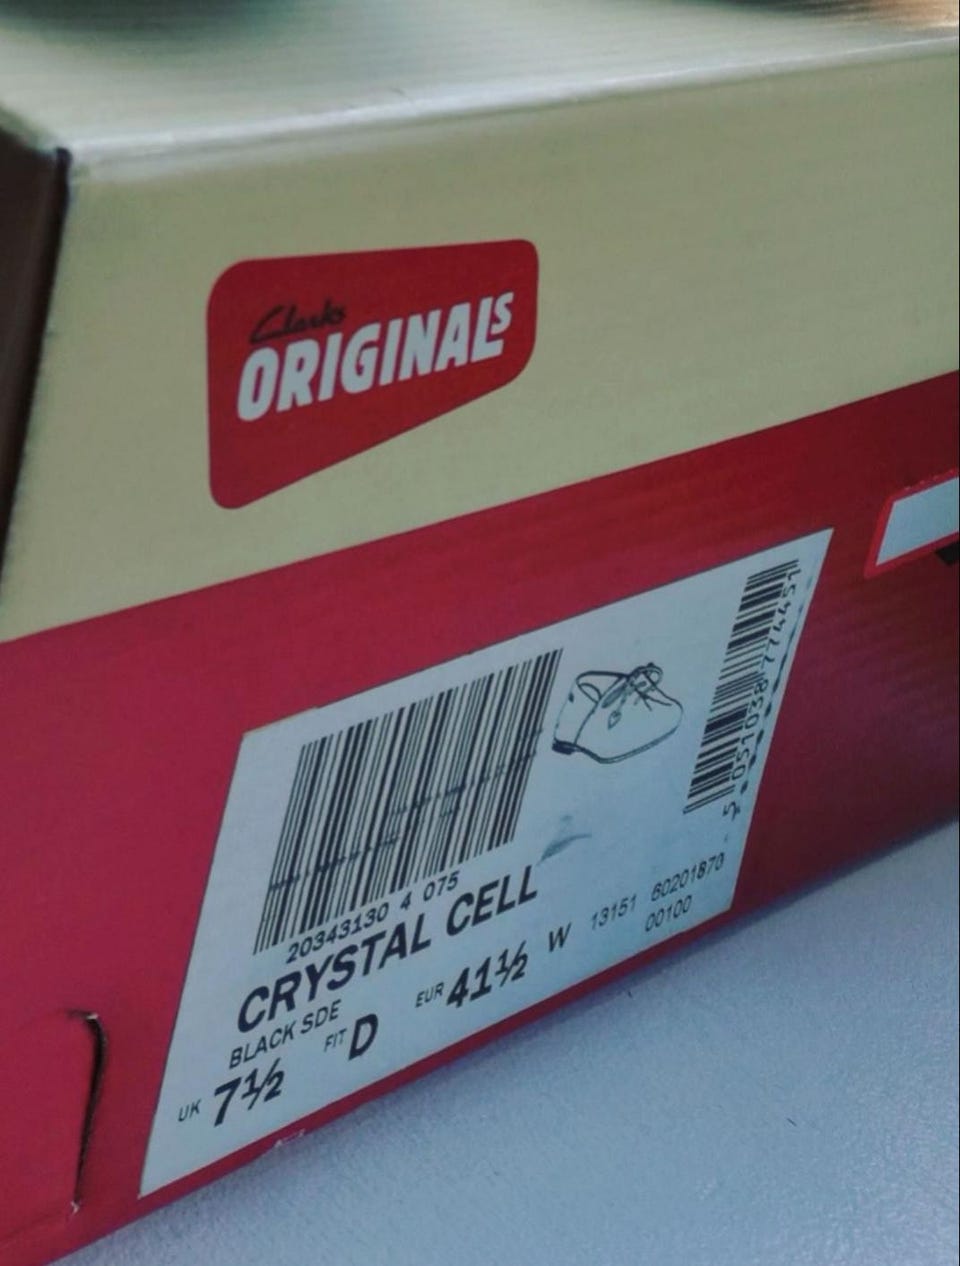 Clarks
ORIGINALS
5 051038 774451
20343130 4 075
CRYSTAL CELL
BLACK SDE
UK 7½ FIT D EUR 41½ W 13151 60201870
00100